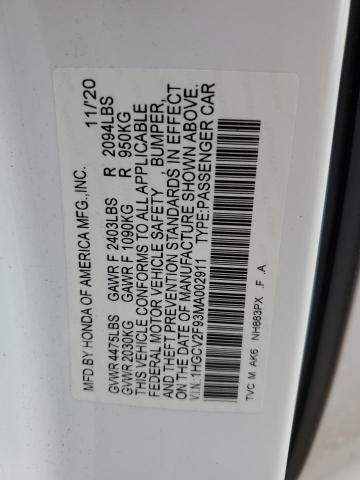 MFD.BY HONDA OF AMERICA MFG.,INC. 11/'20
GVWR 4475LBS GAWR F 2403LBS R 2094LBS
GVWR 2030KG GAWR F 1090KG R 950KG
THIS VEHICLE CONFORMS TO ALL APPLICABLE
FEDERAL MOTOR VEHICLE SAFETY , BUMPER,
AND THEFT PREVENTION STANDARDS IN EFFECT
ON THE DATE OF MANUFACTURE SHOWN ABOVE.
V.I.N.:1HGCV2F93MA002911 TYPE:PASSENGER CAR
TVC M AK6 NH883PX .F .A